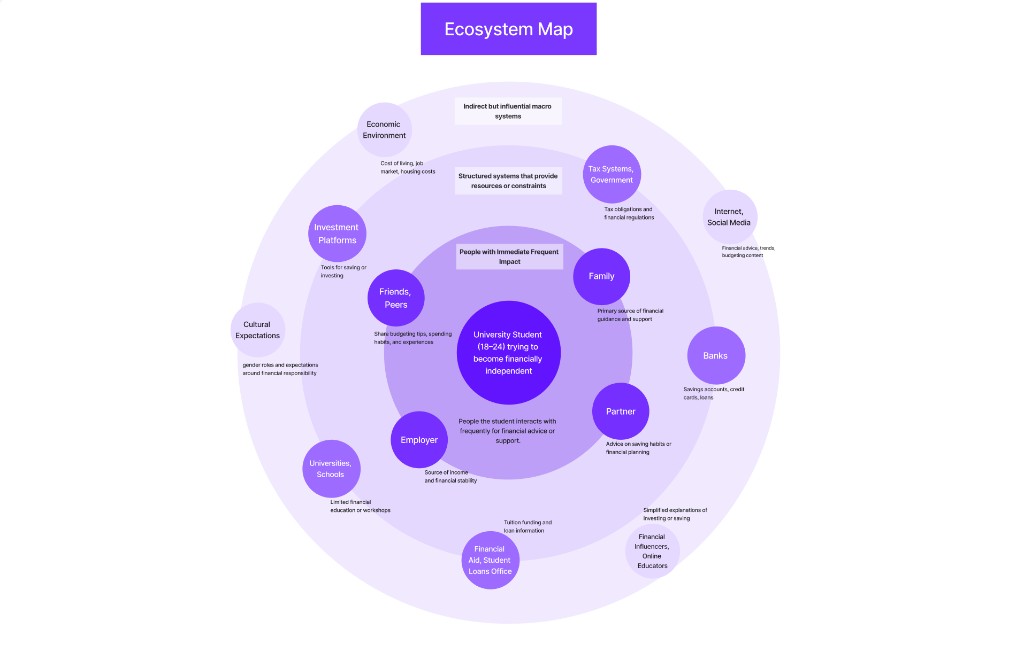 Ecosystem Map
Indirect but influential macro
systems
Economic
Environment
Cost of living, job
market, housing costs
Structured systems that provide
resources or constraints
Tax Systems,
Government
Tax obligations and
financial regulations
Internet,
Social Media
Financial advice, trends,
budgeting content
Investment
Platforms
Tools for saving or
investing
People with Immediate Frequent
Impact
Friends,
Peers
Share budgeting tips, spending
habits, and experiences
Family
Primary source of financial
guidance and support
Cultural
Expectations
gender roles and expectations
around financial responsibility
University Student
(18–24) trying to
become financially
independent
Banks
Savings accounts, credit
cards, loans
People the student interacts with
frequently for financial advice or
support.
Partner
Advice on saving habits or
financial planning
Employer
Source of income
and financial stability
Universities,
Schools
Limited financial
education or workshops
Tuition funding and
loan information
Financial
Aid, Student
Loans Office
Simplified explanations of
investing or saving
Financial
Influencers,
Online
Educators